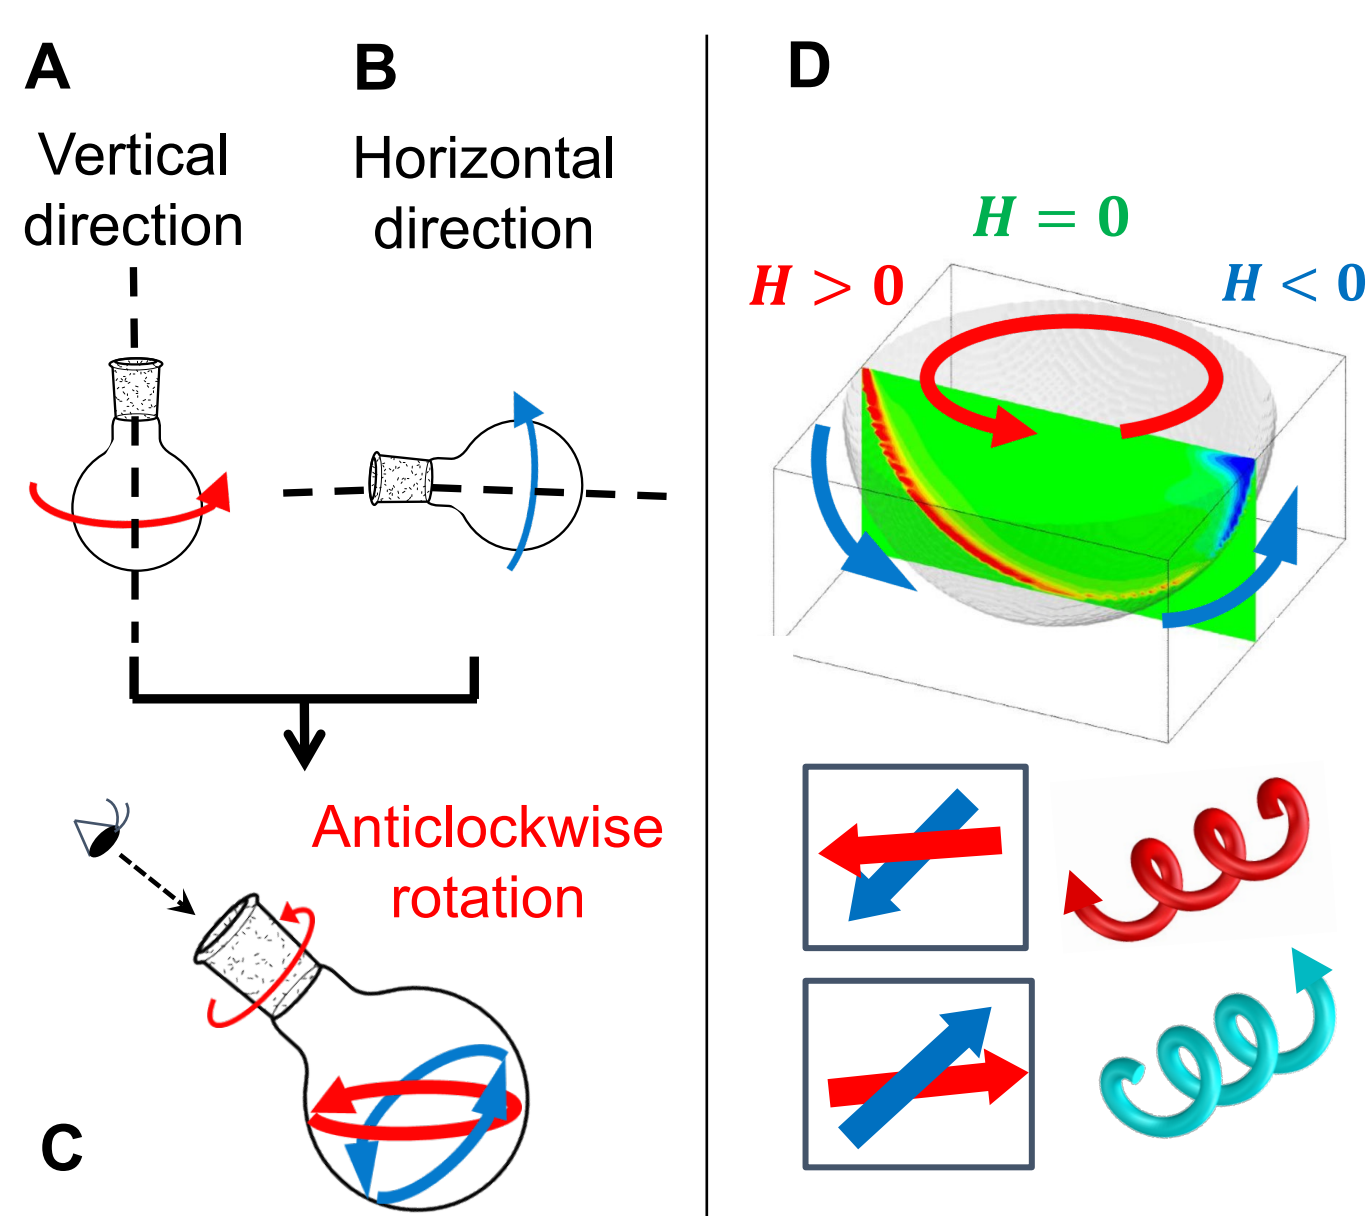 A
Vertical
direction
B
Horizontal
direction
Anticlockwise
rotation
C
D
H = 0
H > 0
H < 0